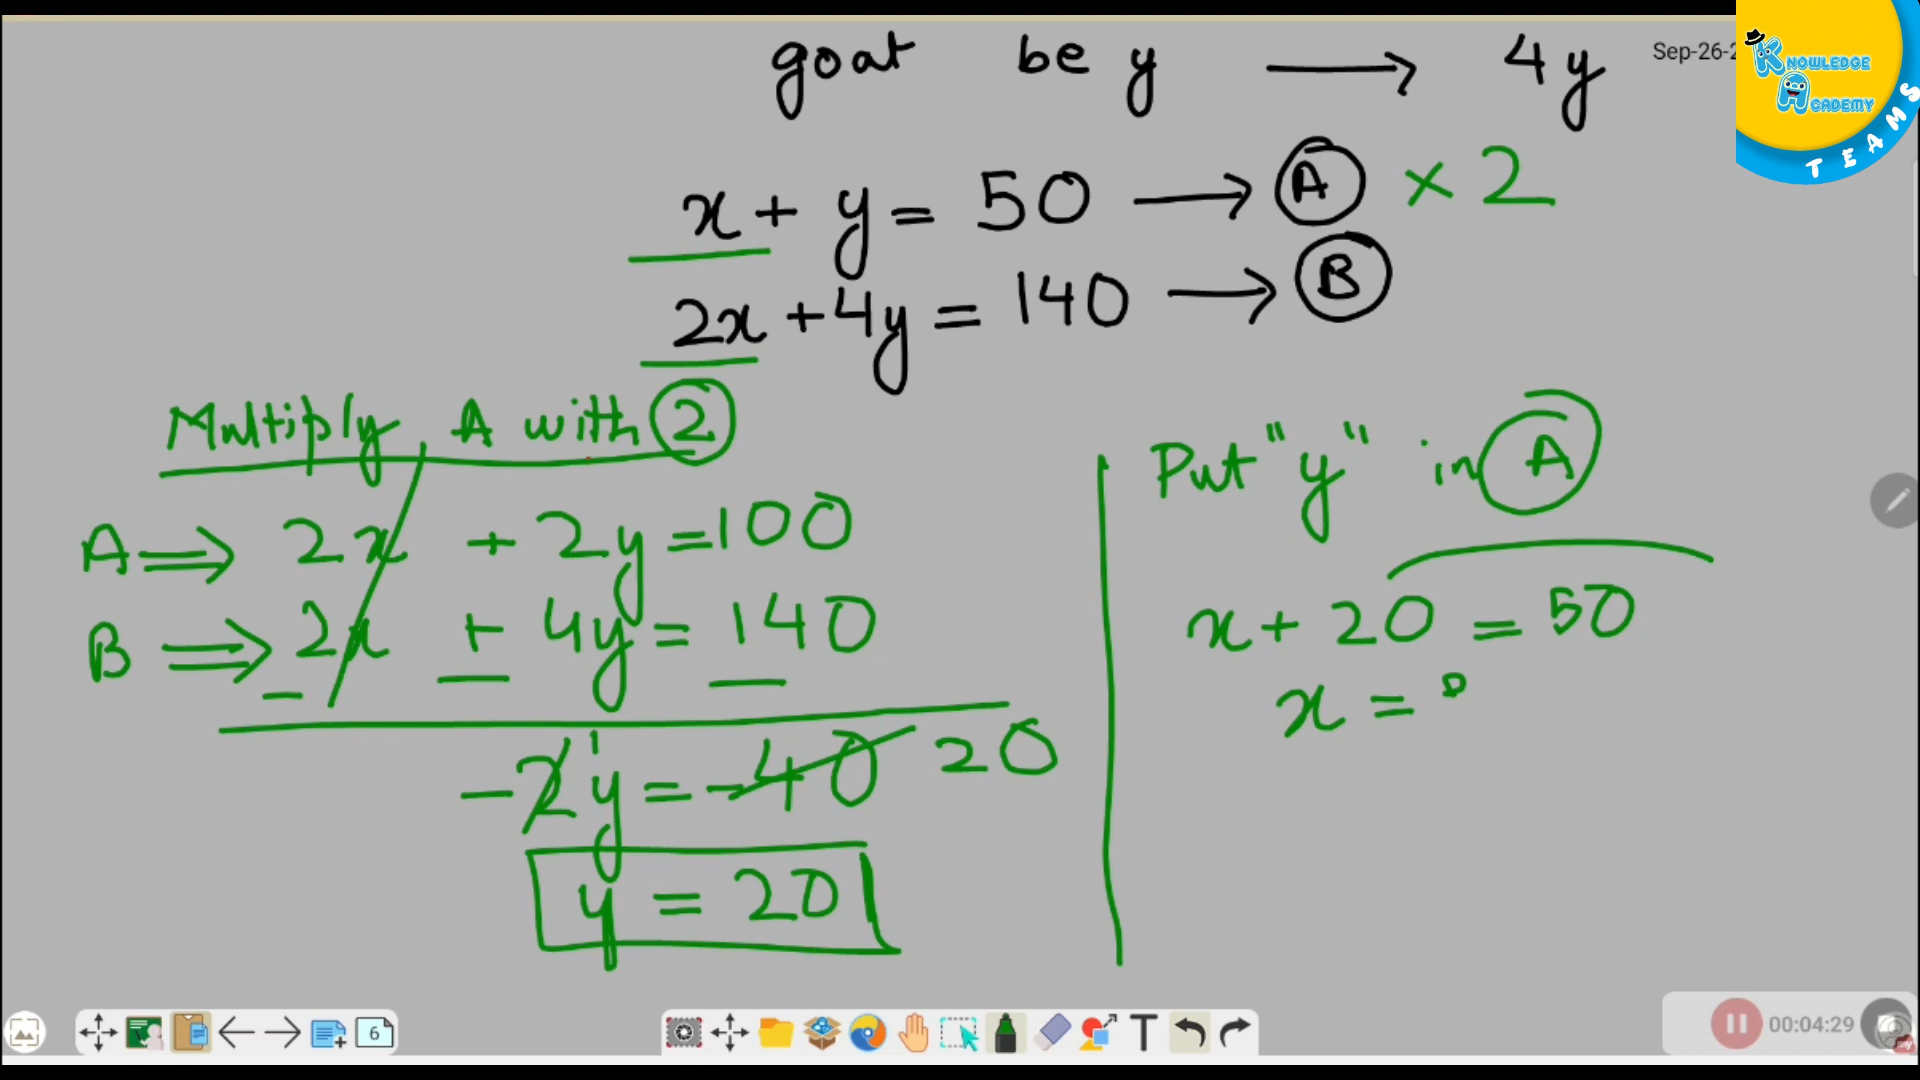 goat be y ⟶ 4y
Sep-26-2
KNOWLEDGE
ACADEMY
TEAMS
x + y = 50 ⟶ A × 2
2x + 4y = 140 ⟶ B
Multiply A with 2
A ⟹ 2x + 2y = 100
B ⟹ 2x + 4y = 140
- - -
-2y = -40 20
1
y = 20
Put "y" in A
x + 20 = 50
x =
6
T
00:04:29